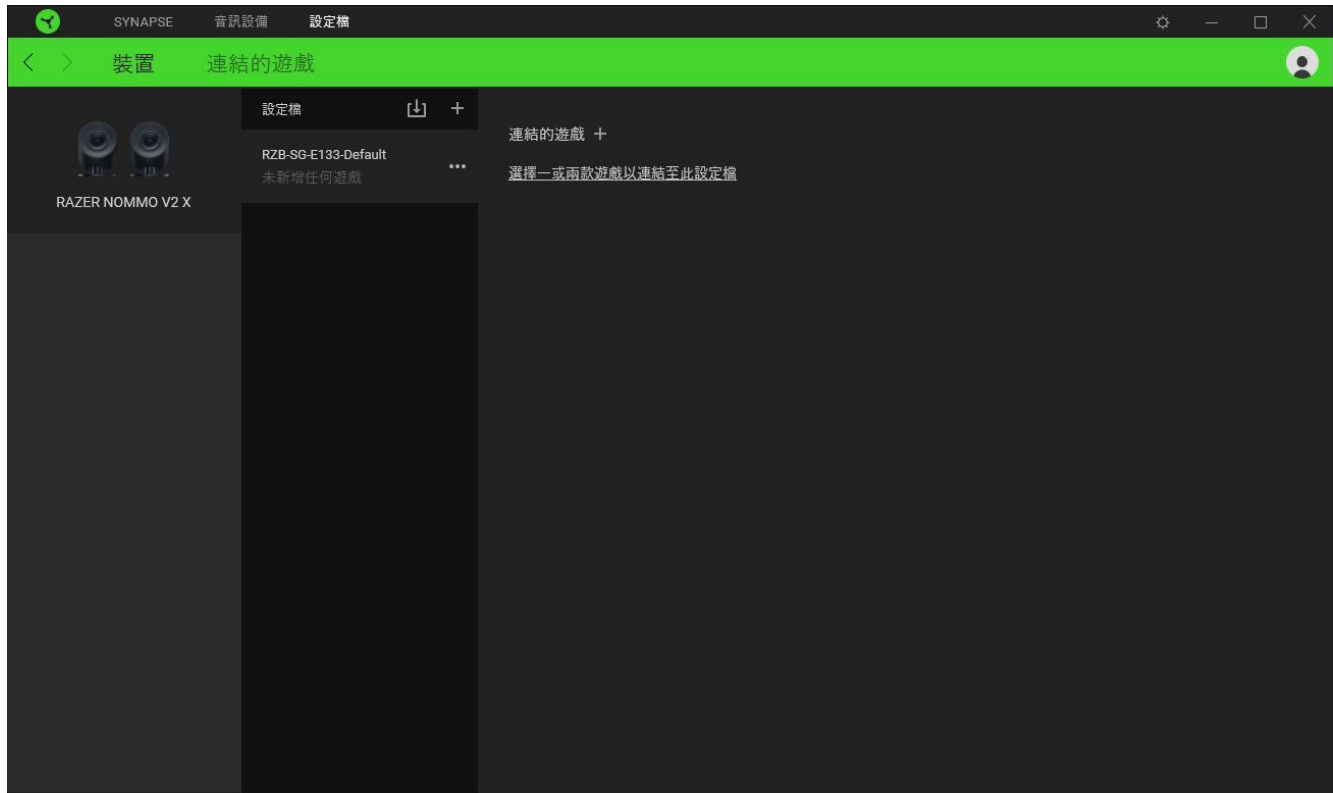 SYNAPSE 音訊設備 設定檔
裝置 連結的遊戲
RAZER NOMMO V2 X
設定檔
RZB-SG-E133-Default
未新增任何遊戲
連結的遊戲
選擇一或兩款遊戲以連結至此設定檔